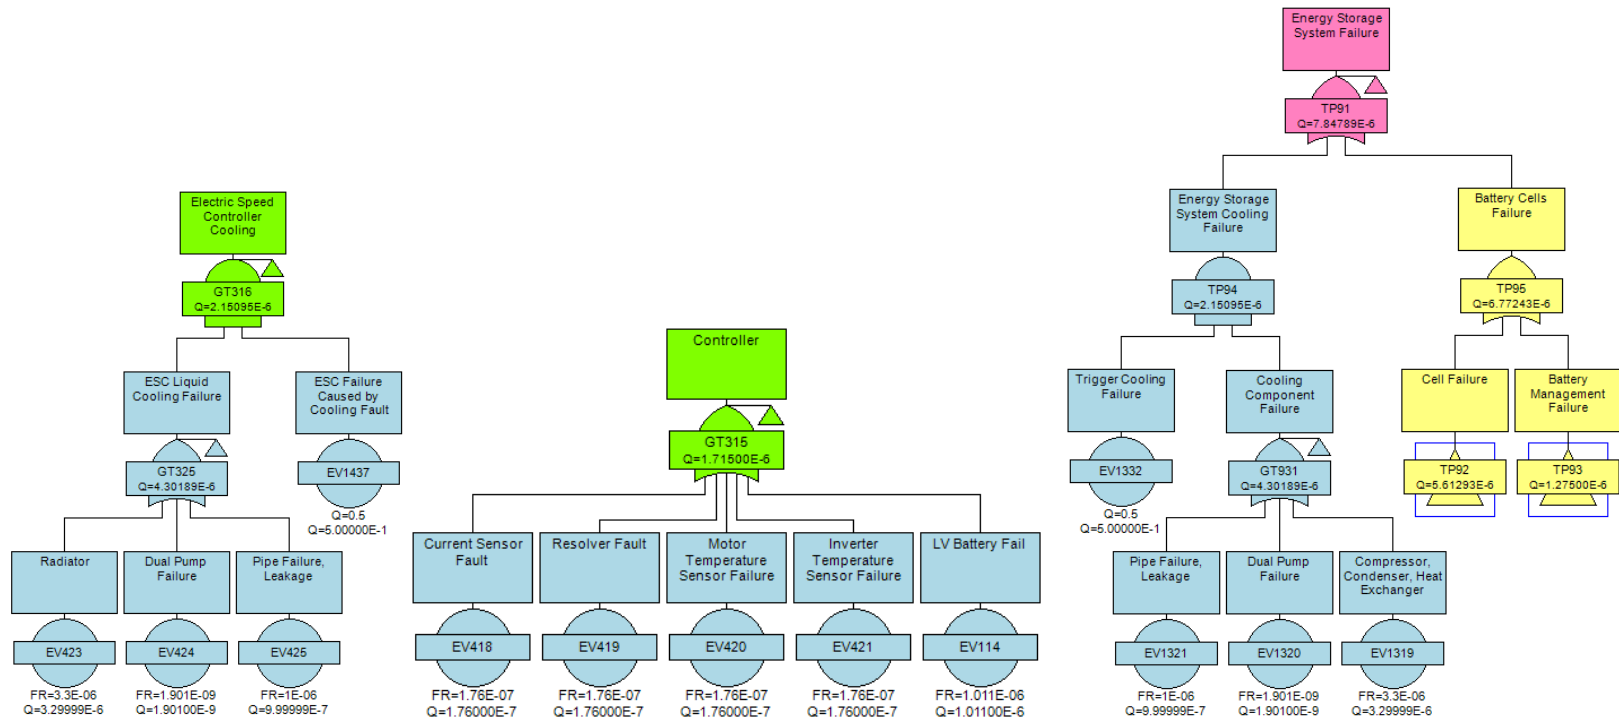 Electric Speed
Controller
Cooling
GT316
Q=2.15095E-6
ESC Liquid
Cooling Failure
GT325
Q=4.30189E-6
ESC Failure
Caused by
Cooling Fault
EV1437
Q=0.5
Q=5.00000E-1
Radiator
EV423
FR=3.3E-06
Q=3.29999E-6
Dual Pump
Failure
EV424
FR=1.901E-09
Q=1.90100E-9
Pipe Failure,
Leakage
EV425
FR=1E-06
Q=9.99999E-7
Controller
GT315
Q=1.71500E-6
Current Sensor
Fault
EV418
FR=1.76E-07
Q=1.76000E-7
Resolver Fault
EV419
FR=1.76E-07
Q=1.76000E-7
Motor
Temperature
Sensor Failure
EV420
FR=1.76E-07
Q=1.76000E-7
Inverter
Temperature
Sensor Failure
EV421
FR=1.76E-07
Q=1.76000E-7
LV Battery Fail
EV114
FR=1.011E-06
Q=1.01100E-6
Energy Storage
System Failure
TP91
Q=7.84789E-6
Energy Storage
System Cooling
Failure
TP94
Q=2.15095E-6
Battery Cells
Failure
TP95
Q=6.77243E-6
Trigger Cooling
Failure
EV1332
Q=0.5
Q=5.00000E-1
Cooling
Component
Failure
GT931
Q=4.30189E-6
Cell Failure
TP92
Q=5.61293E-6
Battery
Management
Failure
TP93
Q=1.27500E-6
Pipe Failure,
Leakage
EV1321
FR=1E-06
Q=9.99999E-7
Dual Pump
Failure
EV1320
FR=1.901E-09
Q=1.90100E-9
Compressor,
Condenser, Heat
Exchanger
EV1319
FR=3.3E-06
Q=3.29999E-6